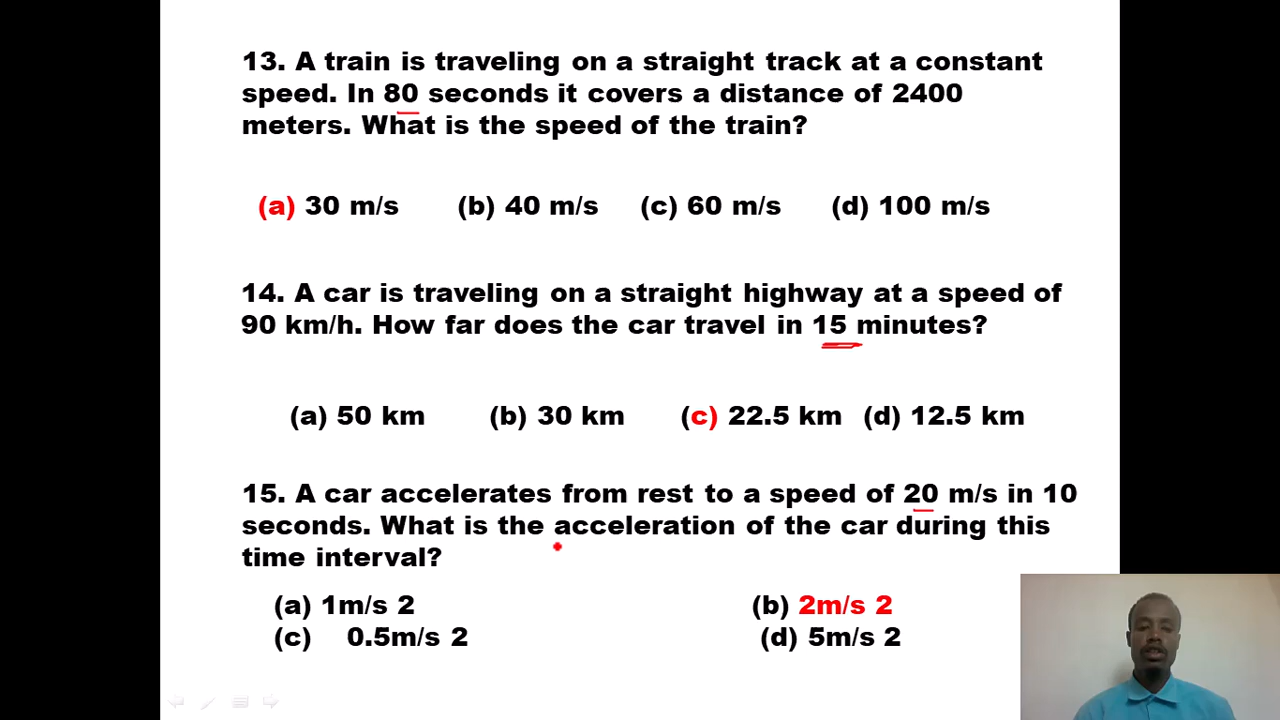 13. A train is traveling on a straight track at a constant
speed. In 80 seconds it covers a distance of 2400
meters. What is the speed of the train?
(a) 30 m/s (b) 40 m/s (c) 60 m/s (d) 100 m/s
14. A car is traveling on a straight highway at a speed of
90 km/h. How far does the car travel in 15 minutes?
(a) 50 km (b) 30 km (c) 22.5 km (d) 12.5 km
15. A car accelerates from rest to a speed of 20 m/s in 10
seconds. What is the acceleration of the car during this
time interval?
(a) 1m/s 2 (b) 2m/s 2
(c) 0.5m/s 2 (d) 5m/s 2